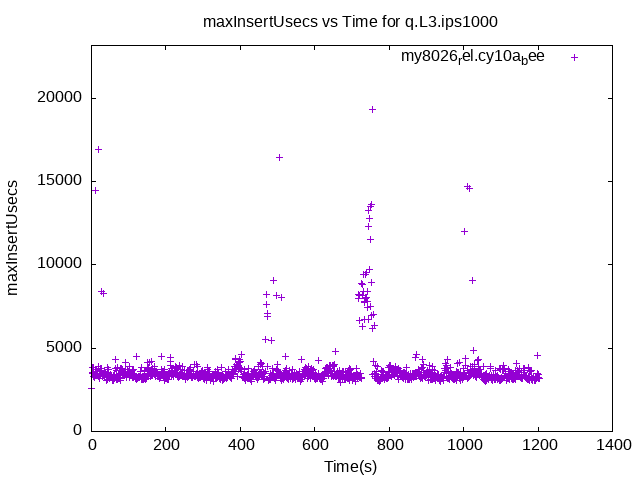 maxInsertUsecs vs Time for q.L3.ips1000
my8026rel.cy10abee
20000
15000
10000
5000
0
maxInsertUsecs
0 200 400 600 800 1000 1200 1400
Time(s)